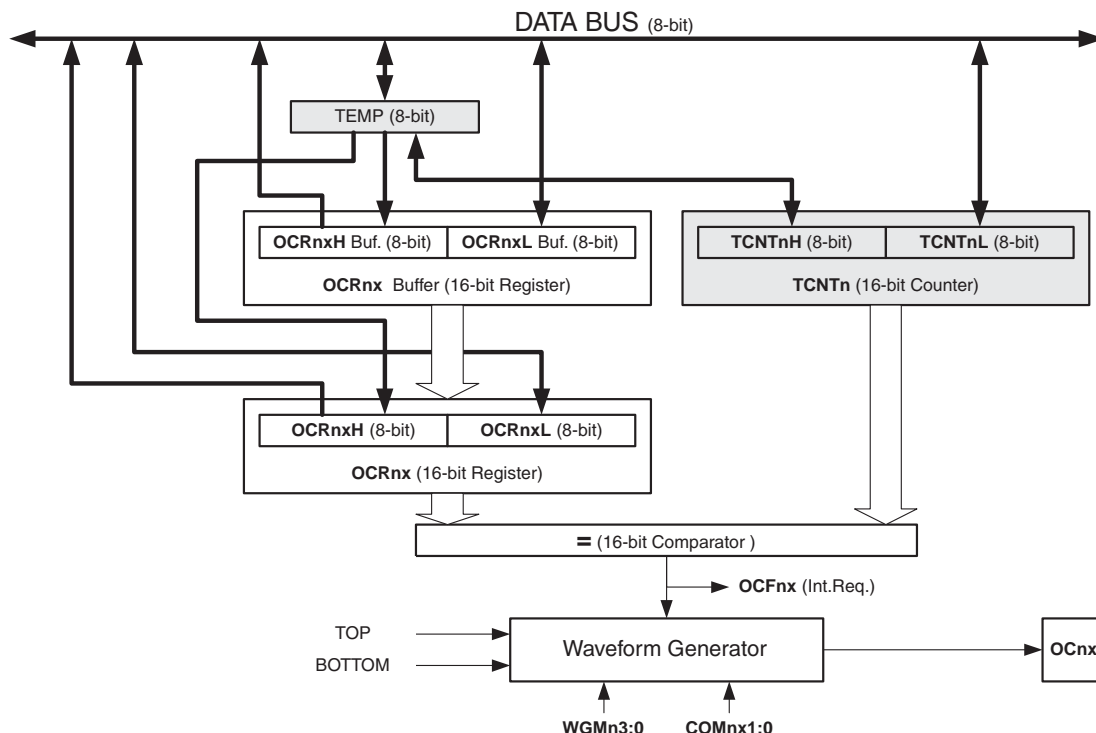 DATA BUS (8-bit)
TEMP (8-bit)
OCRnxH Buf. (8-bit)
OCRnxL Buf. (8-bit)
OCRnx Buffer (16-bit Register)
TCNTnH (8-bit)
TCNTnL (8-bit)
TCNTn (16-bit Counter)
OCRnxH (8-bit)
OCRnxL (8-bit)
OCRnx (16-bit Register)
= (16-bit Comparator )
OCFnx (Int.Req.)
TOP
BOTTOM
Waveform Generator
OCnx
WGMn3:0
COMnx1:0